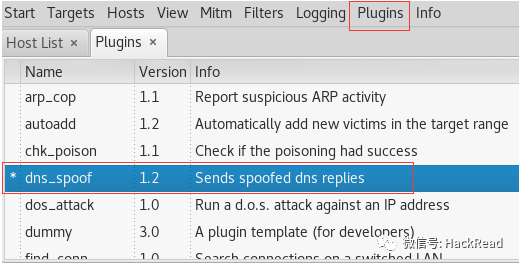 Start Targets Hosts View Mitm Filters Logging Plugins Info
Host List × Plugins ×
Name Version Info
arp_cop 1.1 Report suspicious ARP activity
autoadd 1.2 Automatically add new victims in the target range
chk_poison 1.1 Check if the poisoning had success
* dns_spoof 1.2 Sends spoofed dns replies
dos_attack 1.0 Run a d.o.s. attack against an IP address
dummy 3.0 A plugin template (for developers)
find_conn 1.0 Search connections on a switched LAN
微信号: HackRead